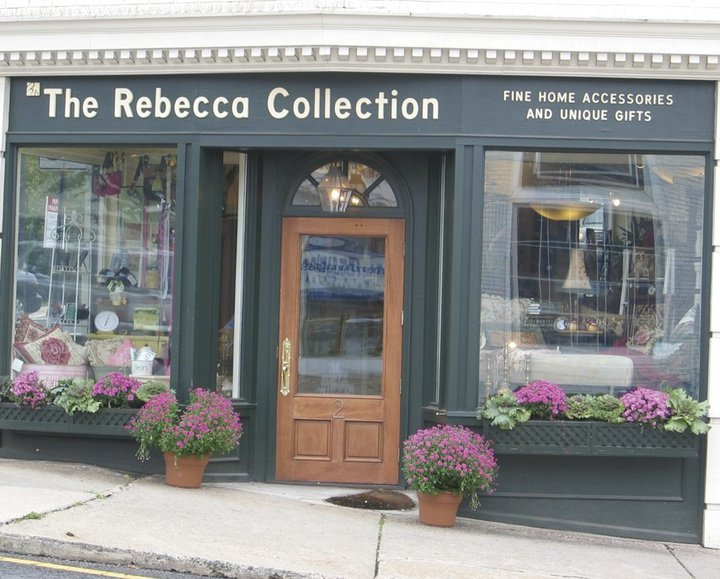 The Rebecca Collection
FINE HOME ACCESSORIES
AND UNIQUE GIFTS
2